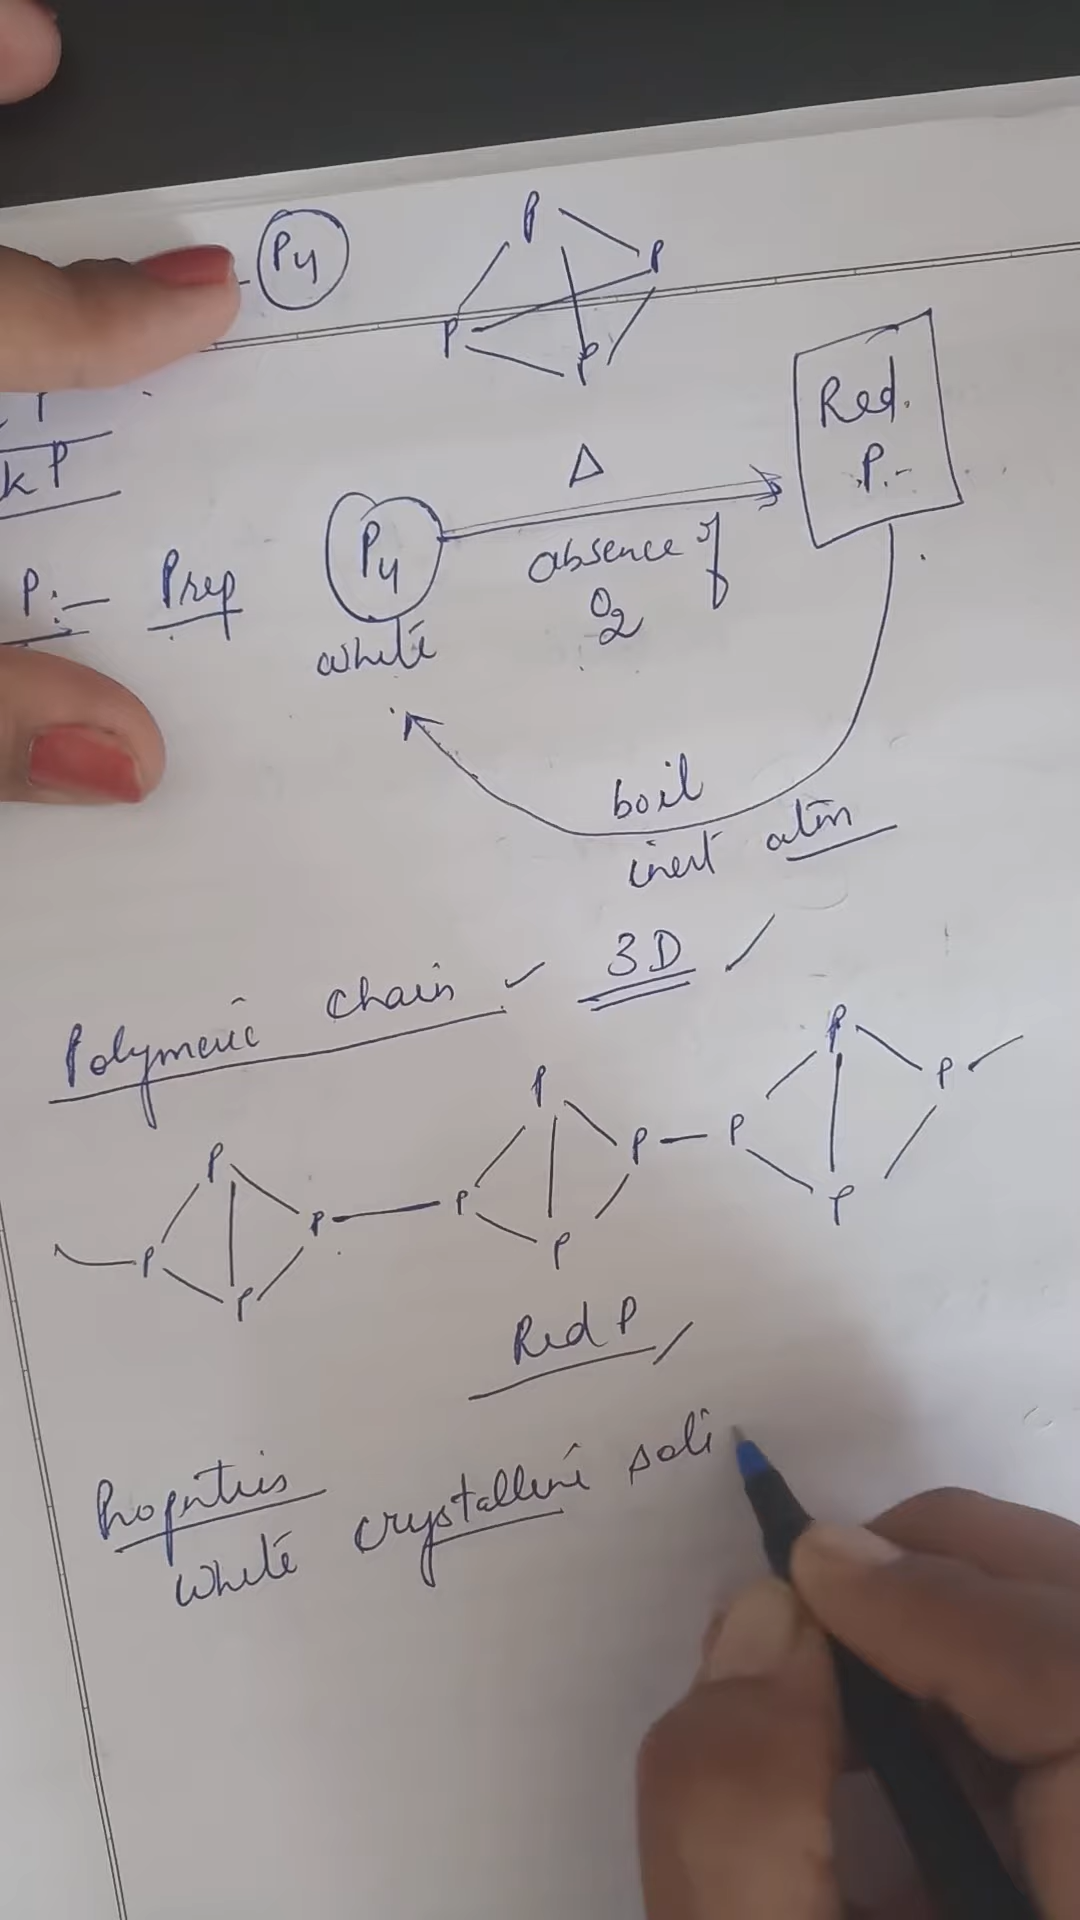 P4
P
P
P
P
P
k P
Red.
P.-
Δ
P4
absence of
O2
white
P:- Prep
boil
inert atm
Polymeric chain ✓ 3D ✓
P P P
P P P P P P
P P P
Red P
Properties
White crystalline soli